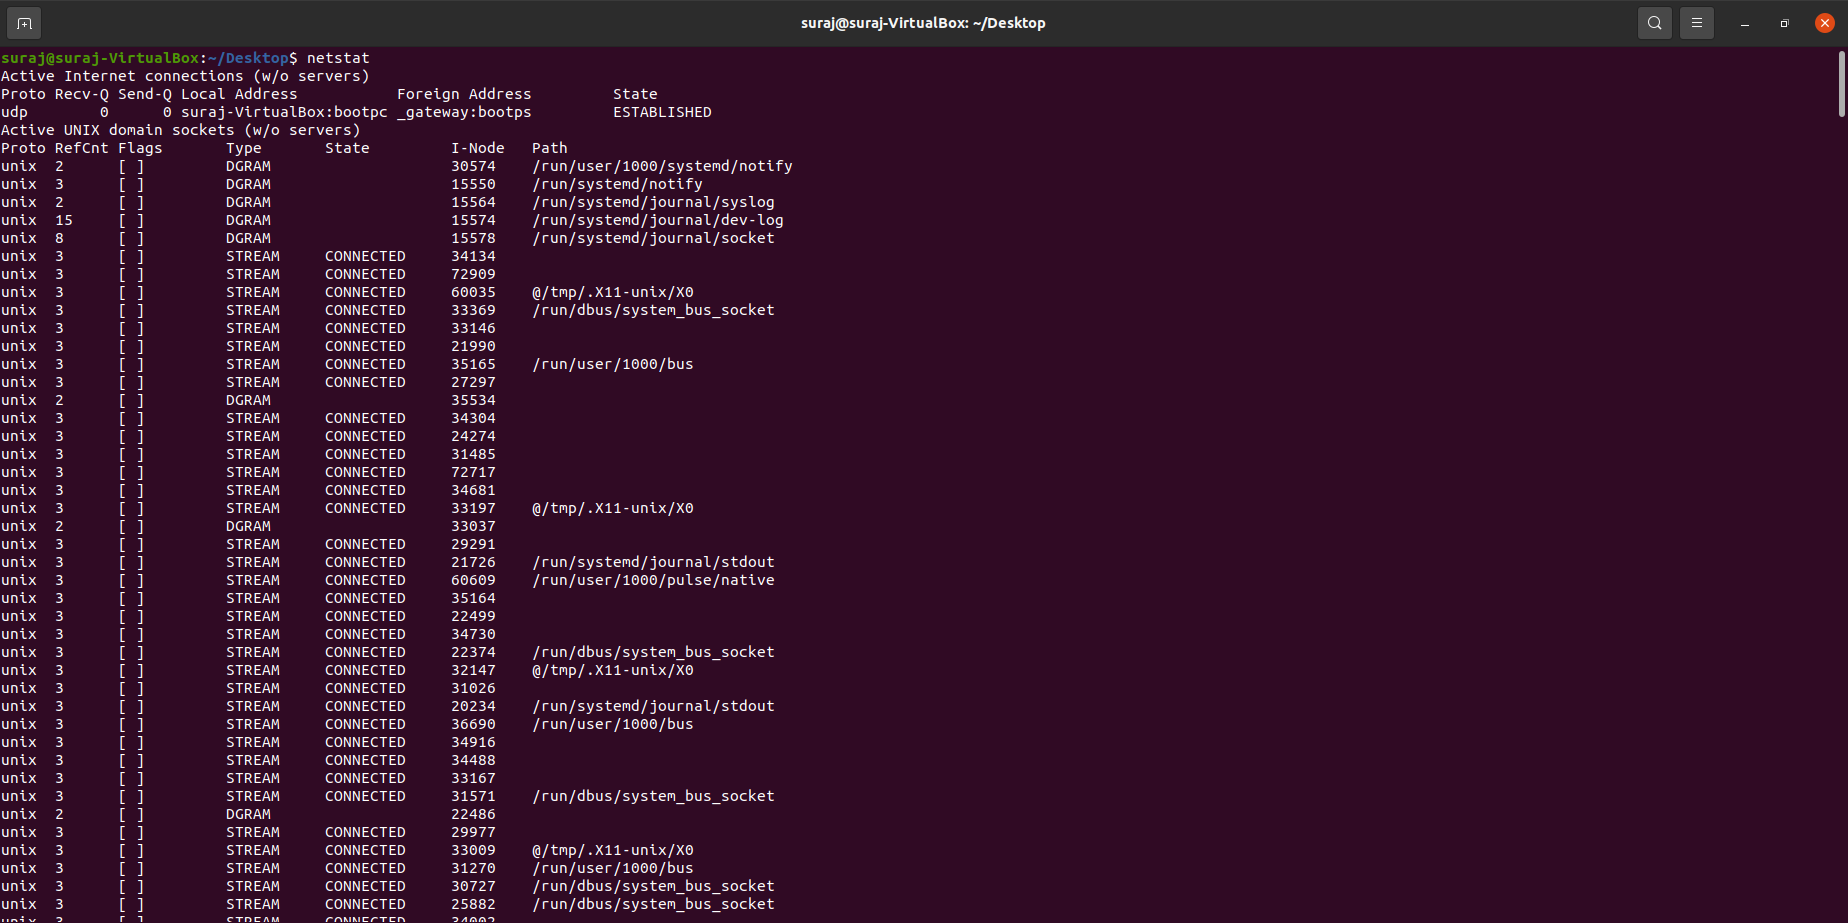 suraj@suraj-VirtualBox: ~/Desktop
suraj@suraj-VirtualBox:~/Desktop$ netstat
Active Internet connections (w/o servers)
Proto Recv-Q Send-Q Local Address           Foreign Address         State
udp        0      0 suraj-VirtualBox:bootpc _gateway:bootps         ESTABLISHED
Active UNIX domain sockets (w/o servers)
Proto RefCnt Flags       Type       State         I-Node   Path
unix  2      [ ]         DGRAM                    30574    /run/user/1000/systemd/notify
unix  3      [ ]         DGRAM                    15550    /run/systemd/notify
unix  2      [ ]         DGRAM                    15564    /run/systemd/journal/syslog
unix  15     [ ]         DGRAM                    15574    /run/systemd/journal/dev-log
unix  8      [ ]         DGRAM                    15578    /run/systemd/journal/socket
unix  3      [ ]         STREAM     CONNECTED     34134
unix  3      [ ]         STREAM     CONNECTED     72909
unix  3      [ ]         STREAM     CONNECTED     60035    @/tmp/.X11-unix/X0
unix  3      [ ]         STREAM     CONNECTED     33369    /run/dbus/system_bus_socket
unix  3      [ ]         STREAM     CONNECTED     33146
unix  3      [ ]         STREAM     CONNECTED     21990
unix  3      [ ]         STREAM     CONNECTED     35165    /run/user/1000/bus
unix  3      [ ]         STREAM     CONNECTED     27297
unix  2      [ ]         DGRAM                    35534
unix  3      [ ]         STREAM     CONNECTED     34304
unix  3      [ ]         STREAM     CONNECTED     24274
unix  3      [ ]         STREAM     CONNECTED     31485
unix  3      [ ]         STREAM     CONNECTED     72717
unix  3      [ ]         STREAM     CONNECTED     34681
unix  3      [ ]         STREAM     CONNECTED     33197    @/tmp/.X11-unix/X0
unix  2      [ ]         DGRAM                    33037
unix  3      [ ]         STREAM     CONNECTED     29291
unix  3      [ ]         STREAM     CONNECTED     21726    /run/systemd/journal/stdout
unix  3      [ ]         STREAM     CONNECTED     60609    /run/user/1000/pulse/native
unix  3      [ ]         STREAM     CONNECTED     35164
unix  3      [ ]         STREAM     CONNECTED     22499
unix  3      [ ]         STREAM     CONNECTED     34730
unix  3      [ ]         STREAM     CONNECTED     22374    /run/dbus/system_bus_socket
unix  3      [ ]         STREAM     CONNECTED     32147    @/tmp/.X11-unix/X0
unix  3      [ ]         STREAM     CONNECTED     31026
unix  3      [ ]         STREAM     CONNECTED     20234    /run/systemd/journal/stdout
unix  3      [ ]         STREAM     CONNECTED     36690    /run/user/1000/bus
unix  3      [ ]         STREAM     CONNECTED     34916
unix  3      [ ]         STREAM     CONNECTED     34488
unix  3      [ ]         STREAM     CONNECTED     33167
unix  3      [ ]         STREAM     CONNECTED     31571    /run/dbus/system_bus_socket
unix  2      [ ]         DGRAM                    22486
unix  3      [ ]         STREAM     CONNECTED     29977
unix  3      [ ]         STREAM     CONNECTED     33009    @/tmp/.X11-unix/X0
unix  3      [ ]         STREAM     CONNECTED     31270    /run/user/1000/bus
unix  3      [ ]         STREAM     CONNECTED     30727    /run/dbus/system_bus_socket
unix  3      [ ]         STREAM     CONNECTED     25882    /run/dbus/system_bus_socket
unix  3      [ ]         STREAM     CONNECTED